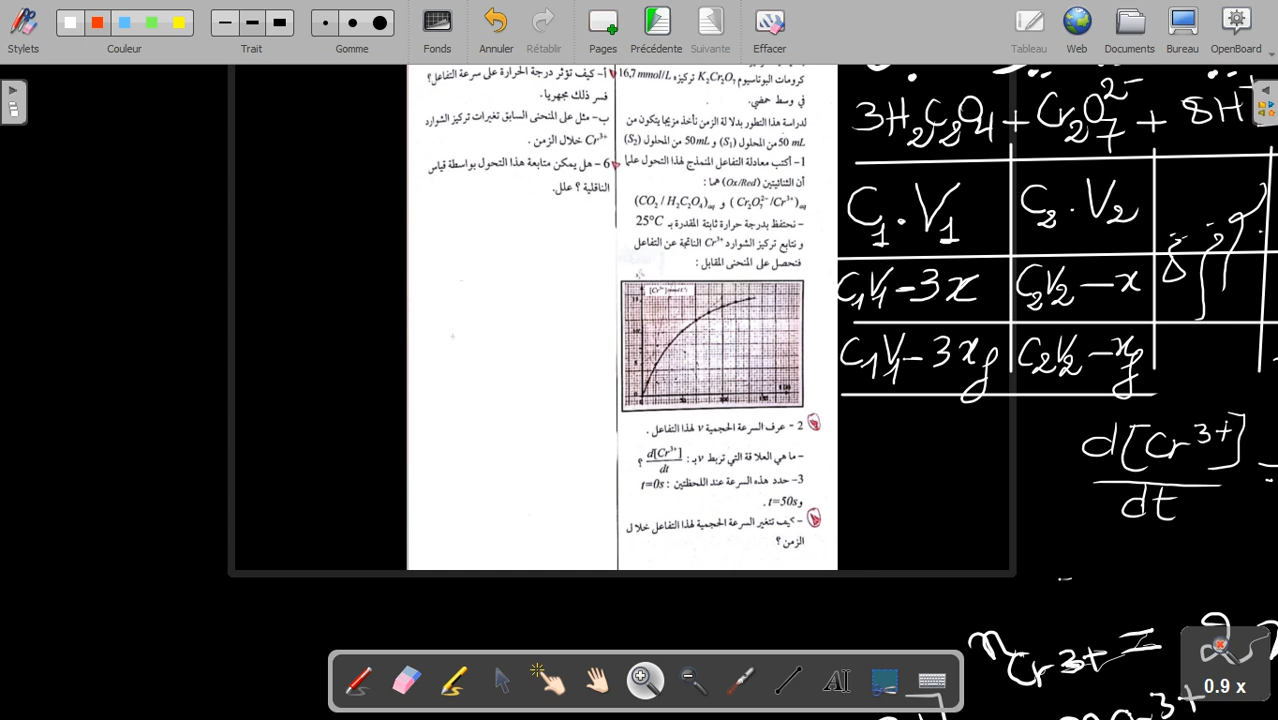 Stylets
Couleur
Trait
Gomme
Fonds
Annuler
Rétablir
Pages
Précédente
Suivante
Effacer
Tableau
Web
Documents
Bureau
OpenBoard
كرومات البوتاسيوم K₂Cr₂O₇ تركيزه 16,7 mmol/L
في وسط حمضي.
لدراسة هذا التطور بدلالة الزمن نأخذ مزيجا يتكون من
50 mL من المحلول (S₁) و 50 mL من المحلول (S₂)
1- أكتب معادلة التفاعل المنمذج لهذا التحول علما
أن الثنائيتين (Ox/Red) هما :
(CO₂ / H₂C₂O₄)aq و (Cr₂O₇²⁻/Cr³⁺)aq
- نحتفظ بدرجة حرارة ثابتة المقدرة بـ 25°C
و نتابع تركيز الشوارد Cr³⁺ الناتجة عن التفاعل
فنحصل على المنحنى المقابل :
2 - عرف السرعة الحجمية v لهذا التفاعل .
- ما هي العلاقة التي تربط v بـ : d[Cr³⁺]/dt ؟
3- حدد هذه السرعة عند اللحظتين : t=0s
و t=50s .
- كيف تتغير السرعة الحجمية لهذا التفاعل خلال
الزمن ؟
أ- كيف تؤثر درجة الحرارة على سرعة التفاعل؟
فسر ذلك مجهريا.
ب- مثل على المنحنى السابق تغيرات تركيز الشوارد
Cr³⁺ خلال الزمن .
6 - هل يمكن متابعة هذا التحول بواسطة قياس
الناقلية ؟ علل.
3H₂C₂O₄ + Cr₂O₇²⁻ + 8H⁺
C₁.V₁ C₂.V₂
C₁V₁-3x C₂V₂-x
C₁V₁-3xf C₂V₂-xf
d[Cr³⁺]/dt =
nCr³⁺ = 2
0.9 x